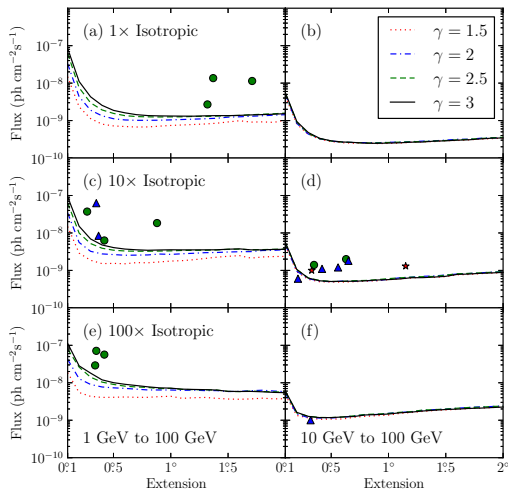 (a) 1× Isotropic
(b)
γ = 1.5
γ = 2
γ = 2.5
γ = 3
Flux (ph cm⁻²s⁻¹)
10⁻⁷
10⁻⁸
10⁻⁹
10⁻¹⁰
(c) 10× Isotropic
(d)
Flux (ph cm⁻²s⁻¹)
10⁻⁷
10⁻⁸
10⁻⁹
10⁻¹⁰
(e) 100× Isotropic
(f)
Flux (ph cm⁻²s⁻¹)
10⁻⁷
10⁻⁸
10⁻⁹
10⁻¹⁰
1 GeV to 100 GeV
10 GeV to 100 GeV
0.°1 0.°5 1° 1.°5 0.°1 0.°5 1° 1.°5 2°
Extension Extension